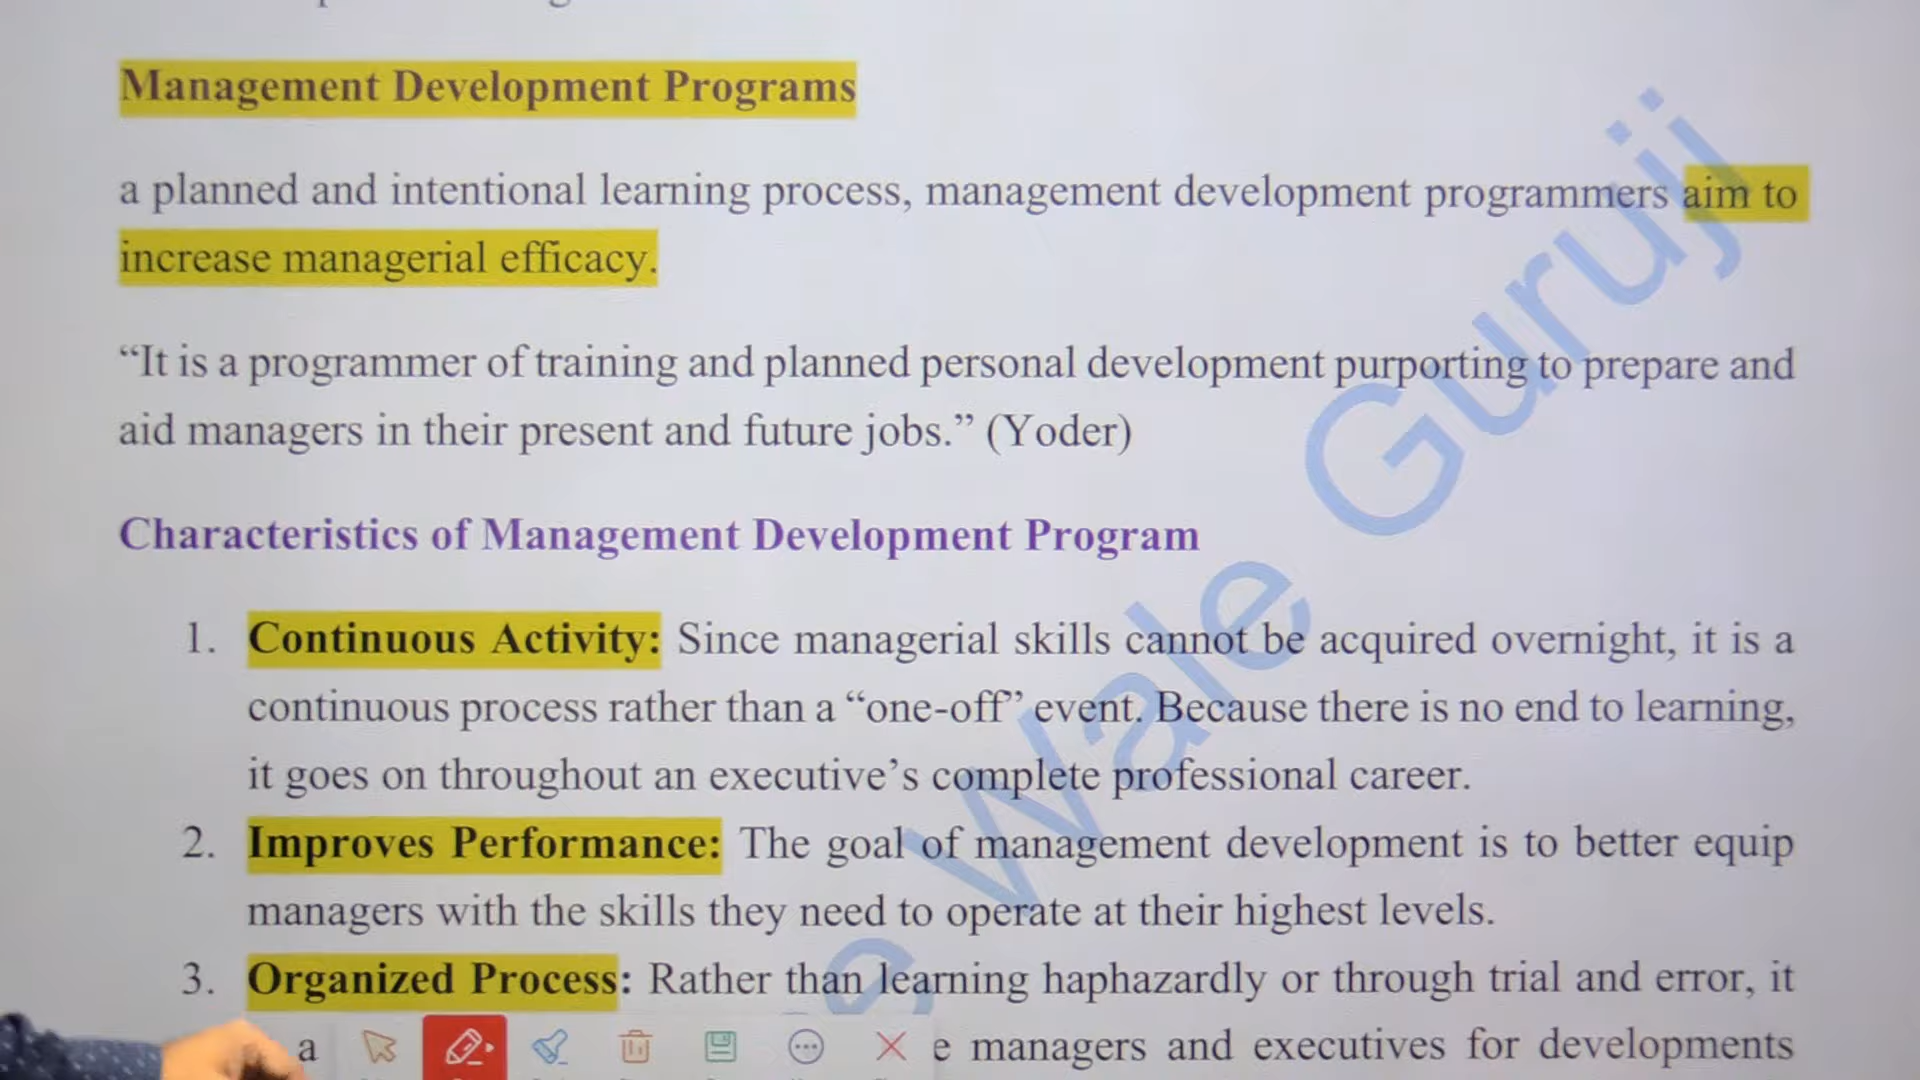 Management Development Programs
a planned and intentional learning process, management development programmers aim to
increase managerial efficacy.
“It is a programmer of training and planned personal development purporting to prepare and
aid managers in their present and future jobs.” (Yoder)
Characteristics of Management Development Program
1. Continuous Activity: Since managerial skills cannot be acquired overnight, it is a
continuous process rather than a “one-off” event. Because there is no end to learning,
it goes on throughout an executive’s complete professional career.
2. Improves Performance: The goal of management development is to better equip
managers with the skills they need to operate at their highest levels.
3. Organized Process: Rather than learning haphazardly or through trial and error, it
a e managers and executives for developments
e Wale Guruji